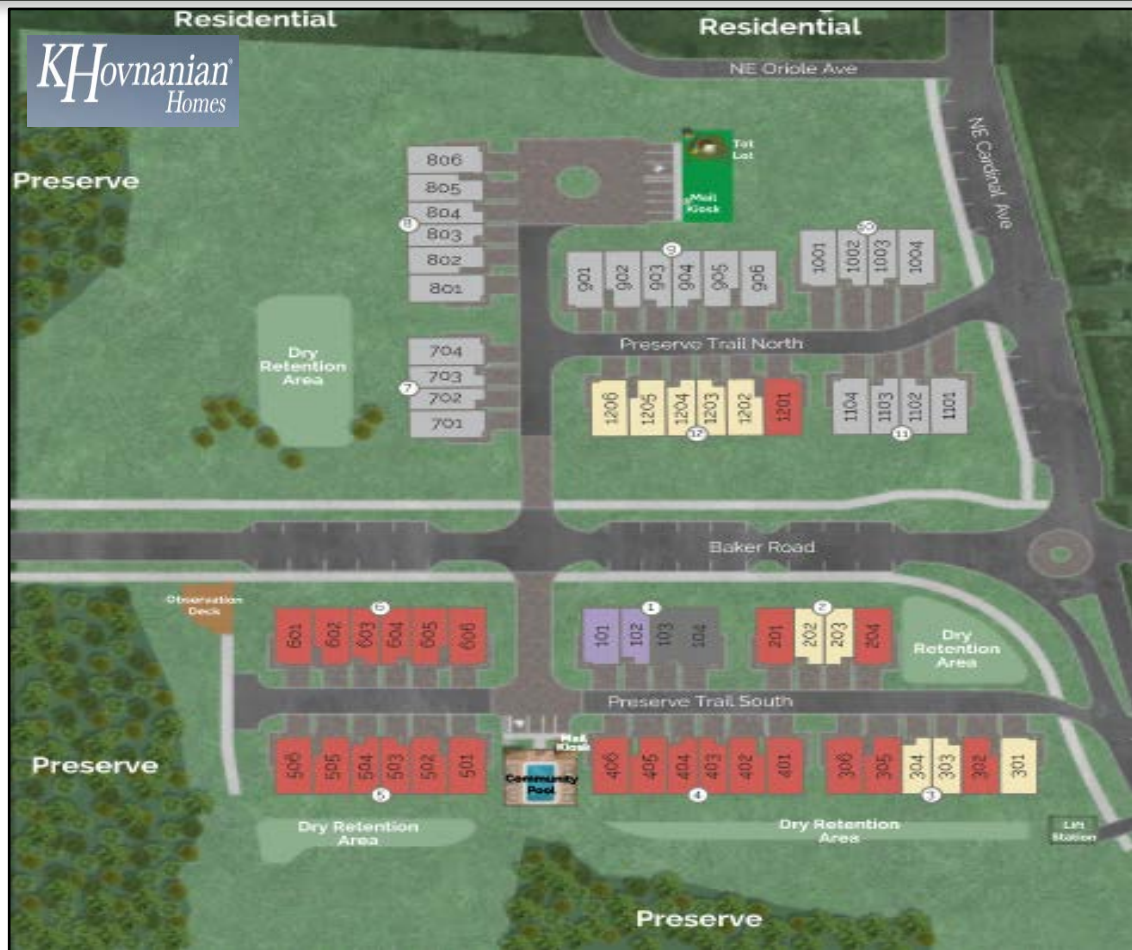 Residential
Residential
KHovnanian®
Homes
NE Oriole Ave
NE Cardinal Ave
Preserve
Tot
Lot
Mail
Kiosk
806
805
804
803
802
801
8
9
901
902
903
904
905
906
10
1001
1002
1003
1004
Dry
Retention
Area
704
703
702
701
7
Preserve Trail North
1206
1205
1204
1203
1202
1201
12
1104
1103
1102
1101
11
Baker Road
Observation
Deck
6
601
602
603
604
605
606
1
101
102
103
104
2
201
202
203
204
Dry
Retention
Area
Preserve Trail South
Preserve
506
505
504
503
502
501
5
Mail
Kiosk
Community
Pool
406
405
404
403
402
401
4
306
305
304
303
302
301
3
Dry Retention
Area
Dry Retention
Area
Lift
Station
Preserve